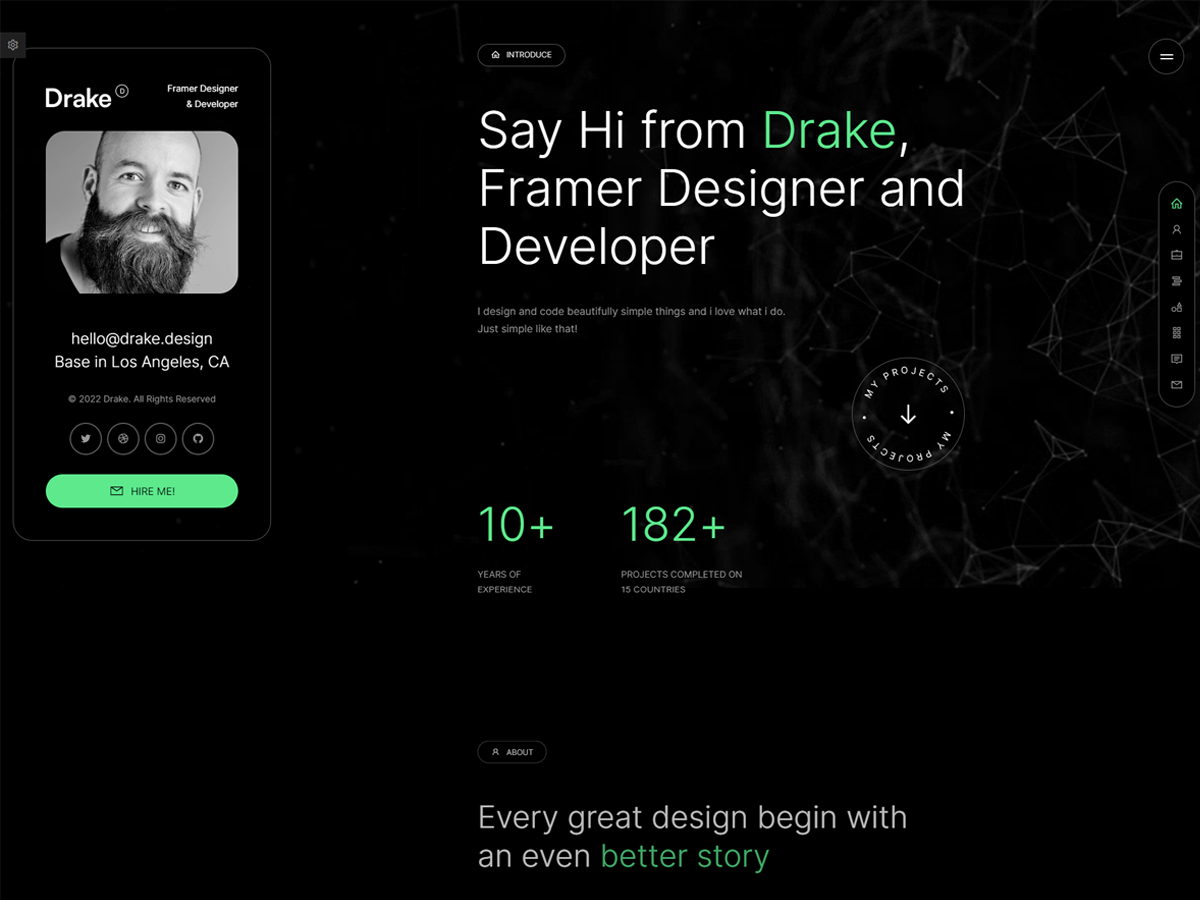 Drake D
Framer Designer
& Developer
hello@drake.design
Base in Los Angeles, CA
© 2022 Drake. All Rights Reserved
HIRE ME!
INTRODUCE
Say Hi from Drake,
Framer Designer and
Developer
I design and code beautifully simple things and i love what i do.
Just simple like that!
MY PROJECTS • MY PROJECTS •
10+
YEARS OF
EXPERIENCE
182+
PROJECTS COMPLETED ON
15 COUNTRIES
ABOUT
Every great design begin with
an even better story